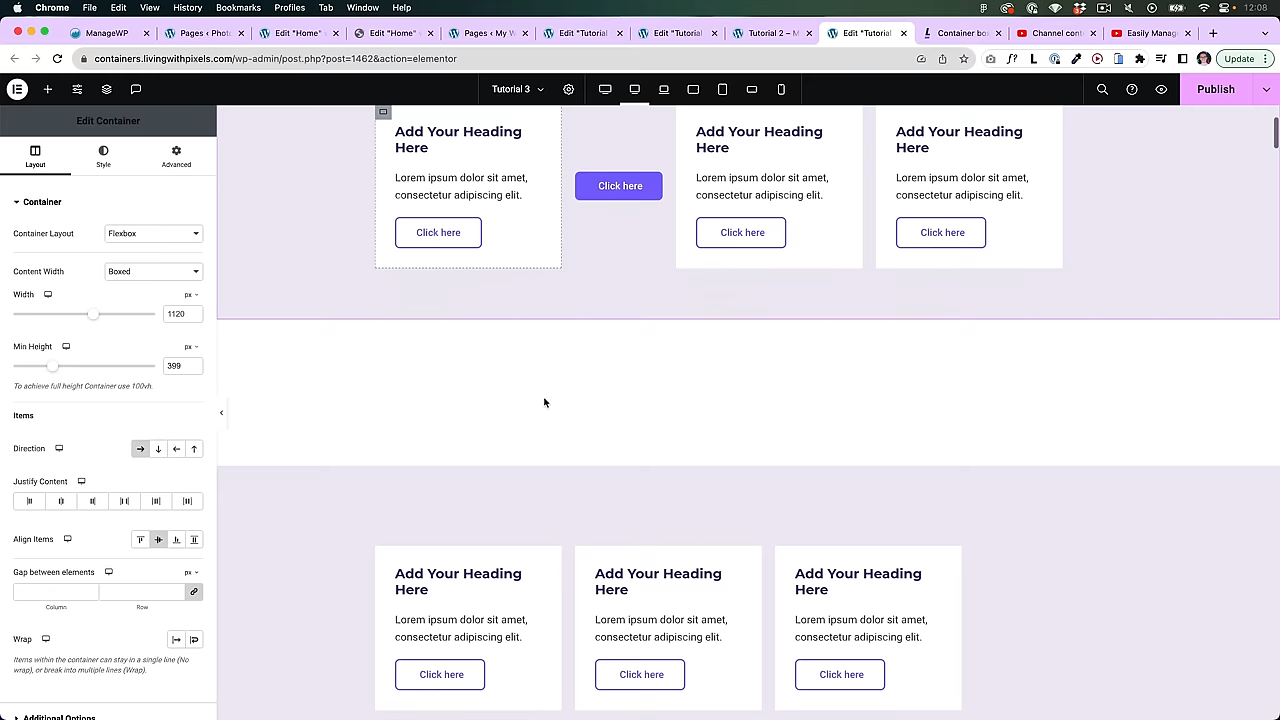 Chrome File Edit View History Bookmarks Profiles Tab Window Help 12:08
ManageWP Pages ‹ Phot Edit "Home" Edit "Home" Pages ‹ My W Edit "Tutorial Edit "Tutorial Tutorial 2 – M Edit "Tutorial Container bo Channel cont Easily Manage
containers.livingwithpixels.com/wp-admin/post.php?post=1462&action=elementor
Update
Tutorial 3
Publish
Edit Container
Layout Style Advanced
Container
Container Layout Flexbox
Content Width Boxed
Width px
1120
Min Height px
399
To achieve full height Container use 100vh.
Items
Direction
Justify Content
Align Items
Gap between elements px
Column Row
Wrap
Items within the container can stay in a single line (No
wrap), or break into multiple lines (Wrap).
Additional Options
Add Your Heading
Here
Lorem ipsum dolor sit amet,
consectetur adipiscing elit.
Click here
Click here
Add Your Heading
Here
Lorem ipsum dolor sit amet,
consectetur adipiscing elit.
Click here
Add Your Heading
Here
Lorem ipsum dolor sit amet,
consectetur adipiscing elit.
Click here
Add Your Heading
Here
Lorem ipsum dolor sit amet,
consectetur adipiscing elit.
Click here
Add Your Heading
Here
Lorem ipsum dolor sit amet,
consectetur adipiscing elit.
Click here
Add Your Heading
Here
Lorem ipsum dolor sit amet,
consectetur adipiscing elit.
Click here